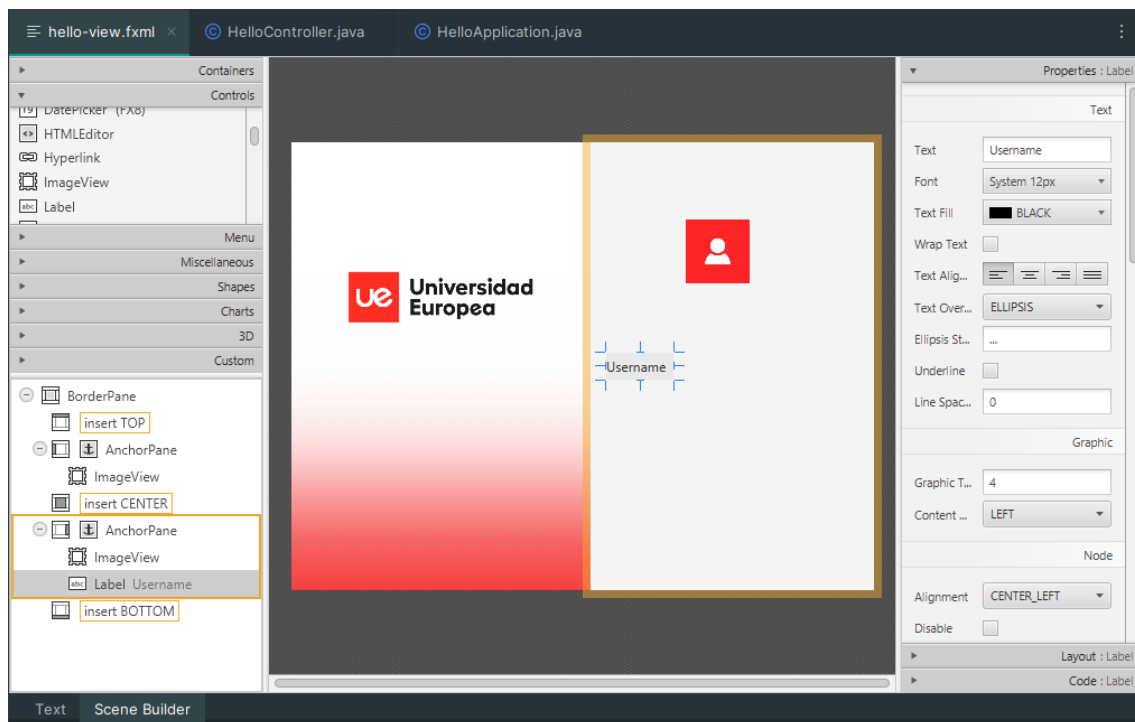 hello-view.fxml
HelloController.java
HelloApplication.java
Containers
Controls
DatePicker (FX8)
HTMLEditor
Hyperlink
ImageView
abc Label
Menu
Miscellaneous
Shapes
Charts
3D
Custom
BorderPane
insert TOP
AnchorPane
ImageView
insert CENTER
AnchorPane
ImageView
abc Label Username
insert BOTTOM
ue Universidad
Europea
Username
Properties : Label
Text
Text Username
Font System 12px
Text Fill BLACK
Wrap Text
Text Alig...
Text Over... ELLIPSIS
Ellipsis St... ...
Underline
Line Spac... 0
Graphic
Graphic T... 4
Content ... LEFT
Node
Alignment CENTER_LEFT
Disable
Layout : Label
Code : Label
Text
Scene Builder